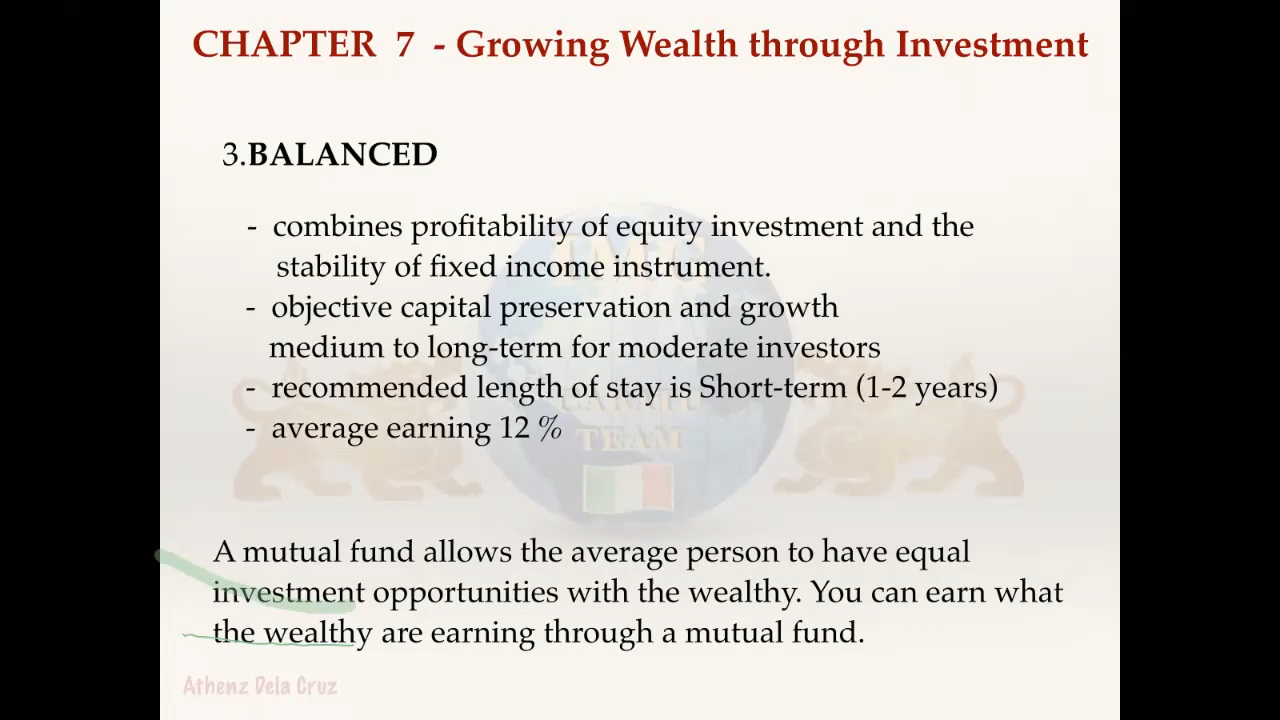 CHAPTER 7 - Growing Wealth through Investment
3.BALANCED
- combines profitability of equity investment and the
stability of fixed income instrument.
- objective capital preservation and growth
medium to long-term for moderate investors
- recommended length of stay is Short-term (1-2 years)
- average earning 12 %
TEAM
A mutual fund allows the average person to have equal
investment opportunities with the wealthy. You can earn what
the wealthy are earning through a mutual fund.
Athenz Dela Cruz